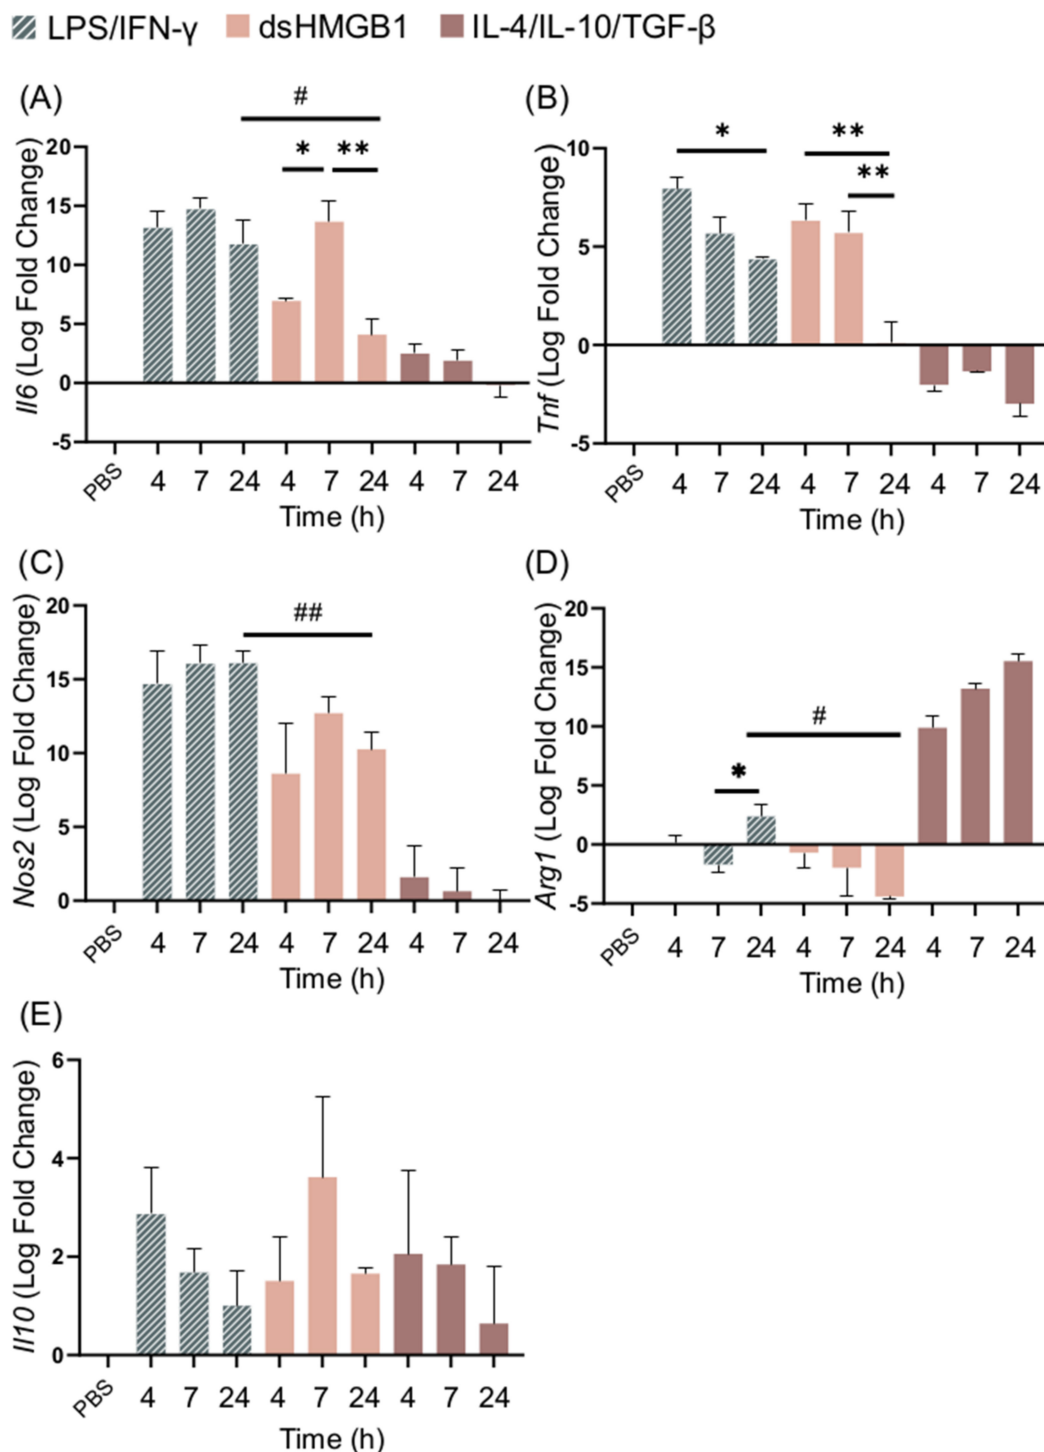 LPS/IFN-γ dsHMGB1 IL-4/IL-10/TGF-β
(A) (B)
Il6 (Log Fold Change)
20
15
10
5
0
-5
#
* **
PBS 4 7 24 4 7 24 4 7 24
Time (h)
Tnf (Log Fold Change)
10
5
0
-5
* **
**
PBS 4 7 24 4 7 24 4 7 24
Time (h)
(C) (D)
Nos2 (Log Fold Change)
20
15
10
5
0
##
PBS 4 7 24 4 7 24 4 7 24
Time (h)
Arg1 (Log Fold Change)
20
15
10
5
0
-5
#
*
PBS 4 7 24 4 7 24 4 7 24
Time (h)
(E)
Il10 (Log Fold Change)
6
4
2
0
PBS 4 7 24 4 7 24 4 7 24
Time (h)